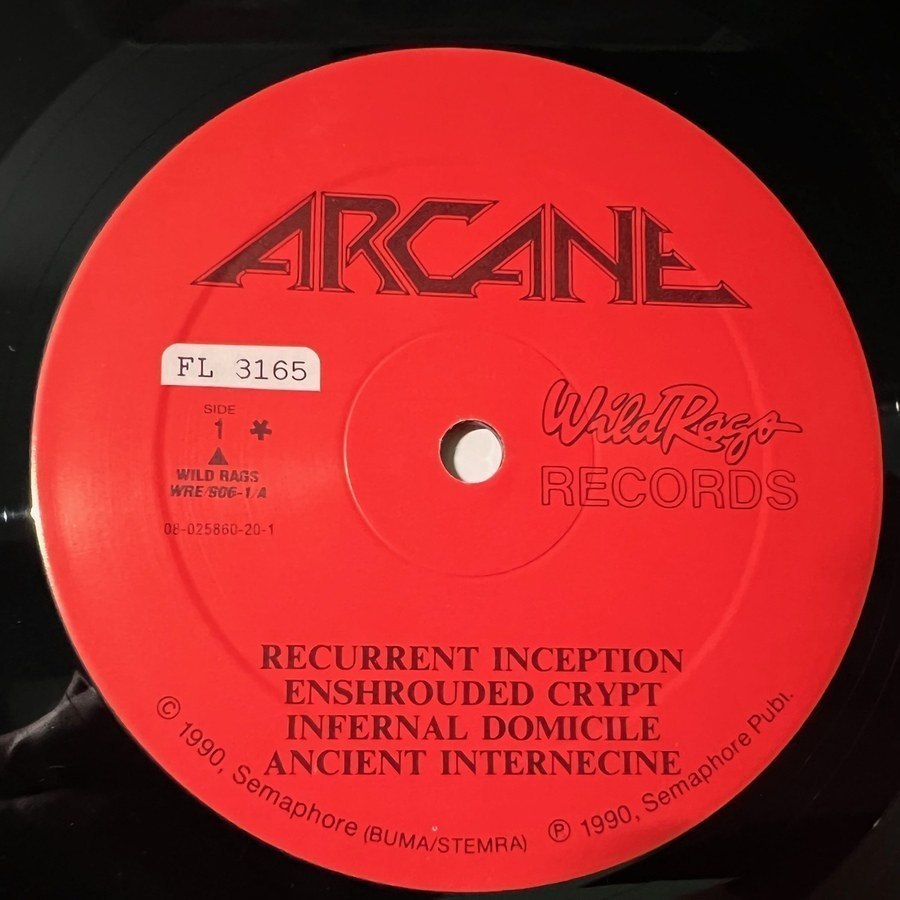 ARCANE
FL 3165
SIDE
1 *
WILD RAGS
WRE/906-1/A
08-025860-20-1
Wild Rags
RECORDS
RECURRENT INCEPTION
ENSHROUDED CRYPT
INFERNAL DOMICILE
ANCIENT INTERNECINE
© 1990, Semaphore (BUMA/STEMRA) ℗ 1990, Semaphore Publ.